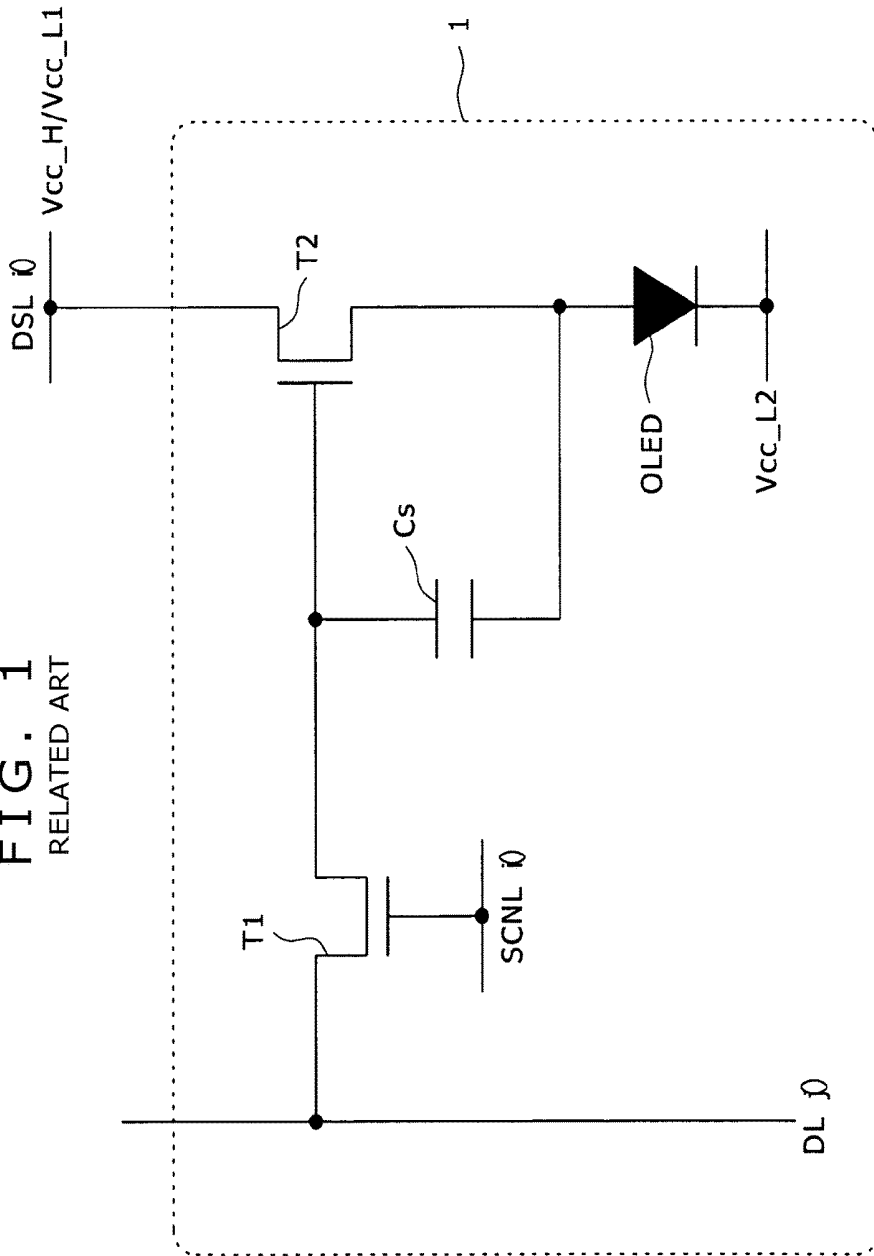 FIG. 1
RELATED ART
DSL (i)
Vcc_H/Vcc_L1
1
T2
T1
Cs
SCNL (i)
OLED
Vcc_L2
DL (j)